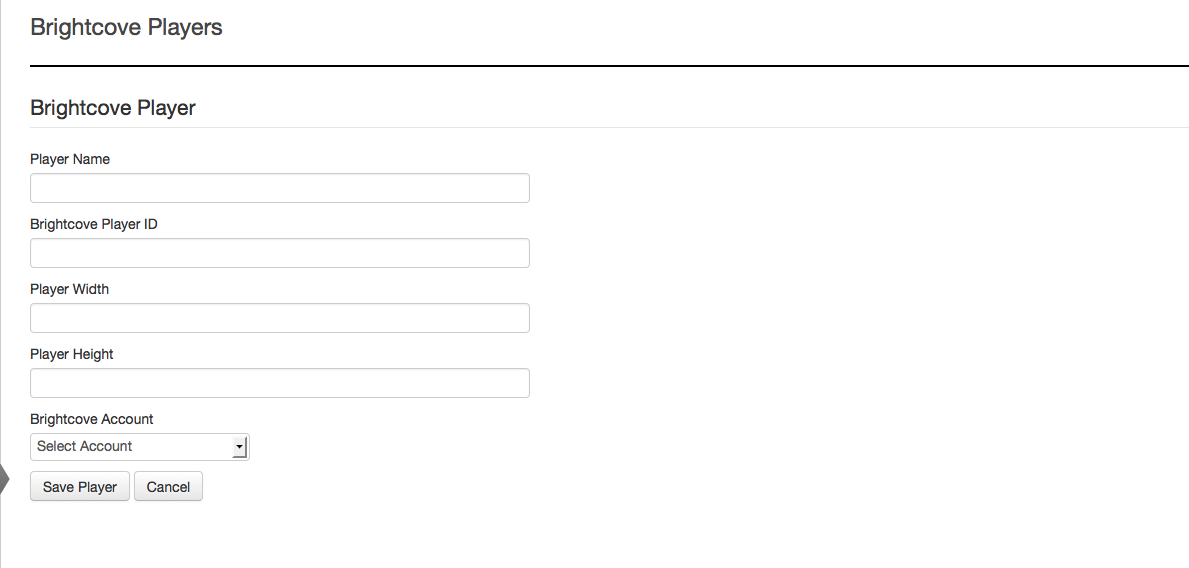 Brightcove Players
Brightcove Player
Player Name
Brightcove Player ID
Player Width
Player Height
Brightcove Account
Select Account
Save Player Cancel